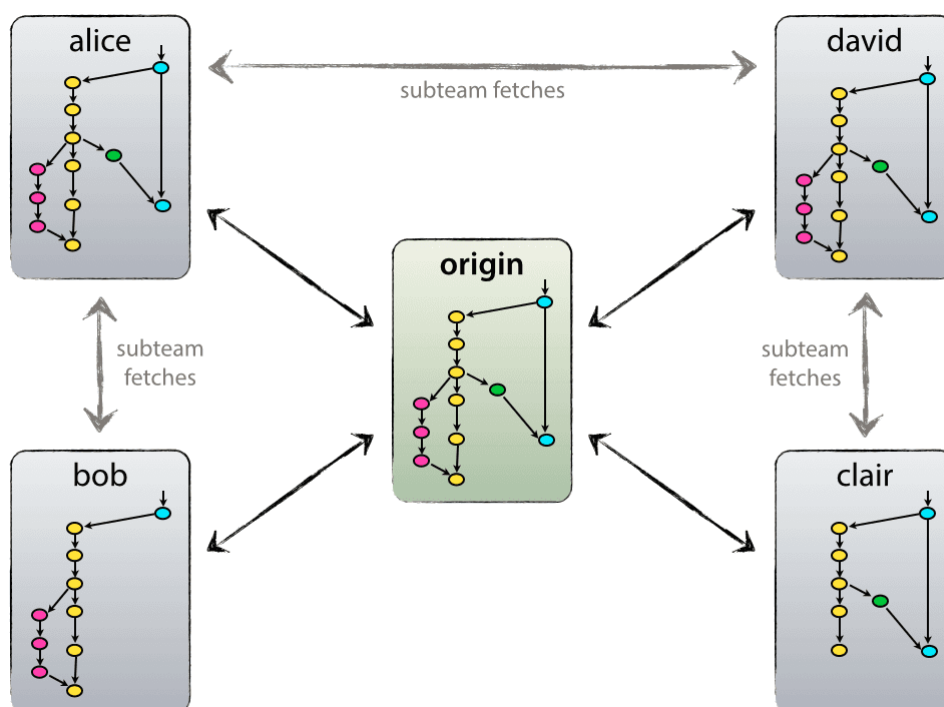 alice
david
subteam fetches
origin
subteam
fetches
subteam
fetches
bob
clair